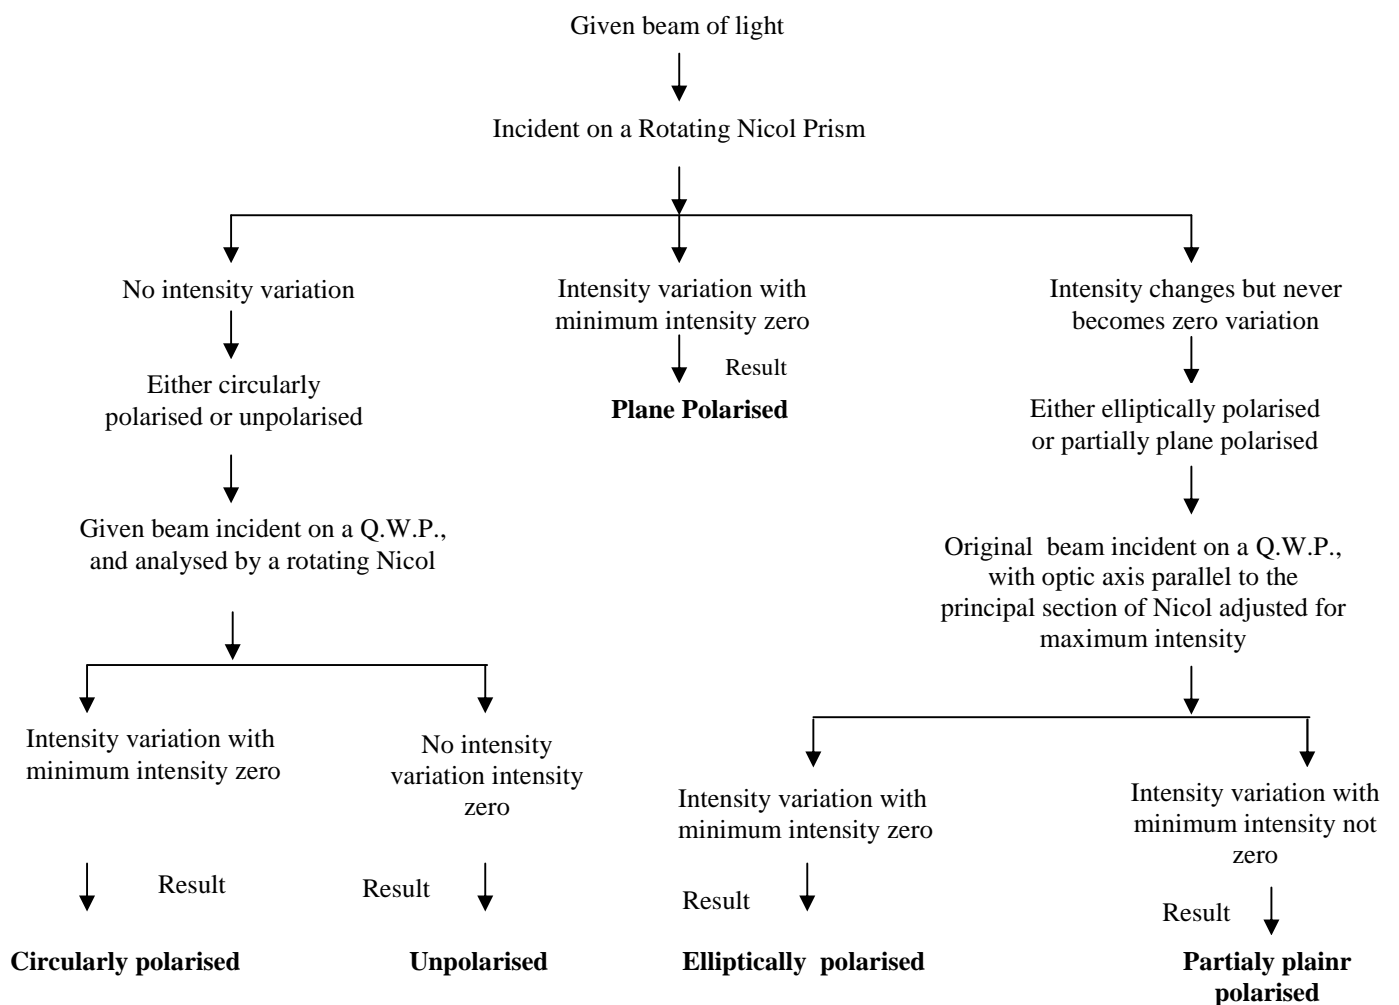 Given beam of light
Incident on a Rotating Nicol Prism
No intensity variation
Either circularly
polarised or unpolarised
Given beam incident on a Q.W.P.,
and analysed by a rotating Nicol
Intensity variation with
minimum intensity zero
Result
Circularly polarised
No intensity
variation intensity
zero
Result
Unpolarised
Intensity variation with
minimum intensity zero
Result
Plane Polarised
Intensity changes but never
becomes zero variation
Either elliptically polarised
or partially plane polarised
Original beam incident on a Q.W.P.,
with optic axis parallel to the
principal section of Nicol adjusted for
maximum intensity
Intensity variation with
minimum intensity zero
Result
Elliptically polarised
Intensity variation with
minimum intensity not
zero
Result
Partialy plainr
polarised